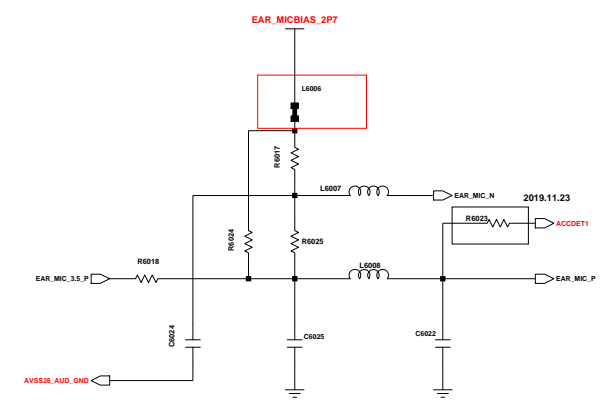 EAR_MICBIAS_2P7
L6006
R6017
L6007
EAR_MIC_N
2019.11.23
R6023
ACCDET1
R6024
R6025
R6018
L6008
EAR_MIC_3.5_P
EAR_MIC_P
C6024
C6025
C6022
AVSS28_AUD_GND